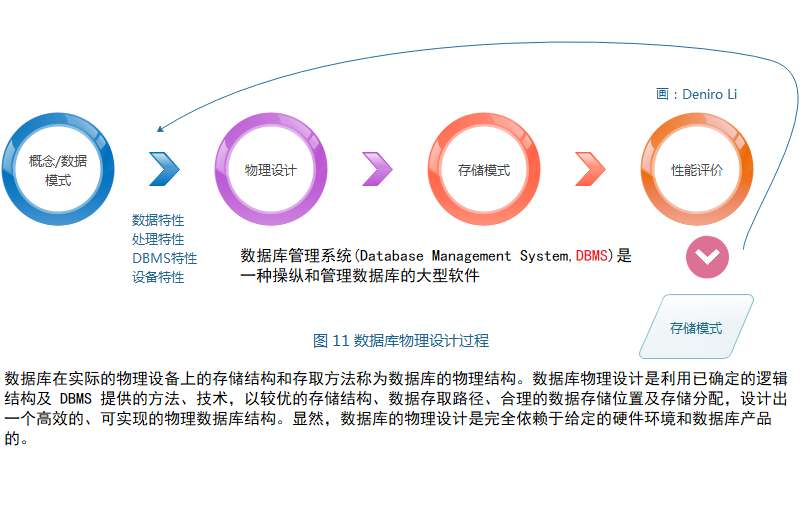 画：Deniro Li
概念/数据
模式
物理设计
存储模式
性能评价
数据特性
处理特性
DBMS特性
设备特性
数据库管理系统(Database Management System,DBMS)是
一种操纵和管理数据库的大型软件
存储模式
图 11 数据库物理设计过程
数据库在实际的物理设备上的存储结构和存取方法称为数据库的物理结构。数据库物理设计是利用已确定的逻辑
结构及 DBMS 提供的方法、技术，以较优的存储结构、数据存取路径、合理的数据存储位置及存储分配，设计出
一个高效的、可实现的物理数据库结构。显然，数据库的物理设计是完全依赖于给定的硬件环境和数据库产品
的。